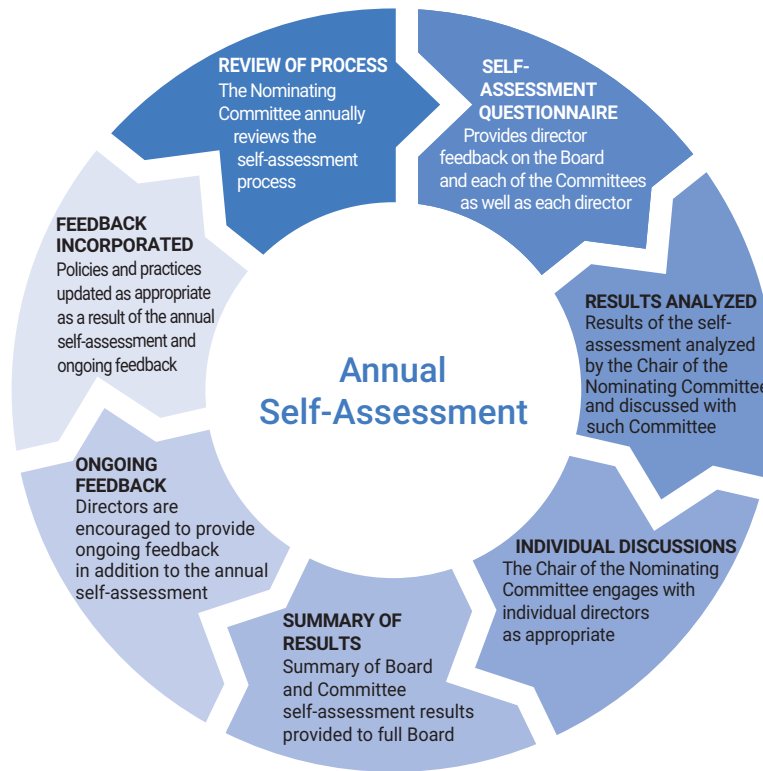 REVIEW OF PROCESS
The Nominating
Committee annually
reviews the
self-assessment
process
SELF-
ASSESSMENT
QUESTIONNAIRE
Provides director
feedback on the Board
and each of the Committees
as well as each director
RESULTS ANALYZED
Results of the self-
assessment analyzed
by the Chair of the
Nominating Committee
and discussed with
such Committee
INDIVIDUAL DISCUSSIONS
The Chair of the Nominating
Committee engages with
individual directors
as appropriate
SUMMARY OF
RESULTS
Summary of Board
and Committee
self-assessment results
provided to full Board
ONGOING
FEEDBACK
Directors are
encouraged to provide
ongoing feedback
in addition to the annual
self-assessment
FEEDBACK
INCORPORATED
Policies and practices
updated as appropriate
as a result of the annual
self-assessment and
ongoing feedback
Annual
Self-Assessment